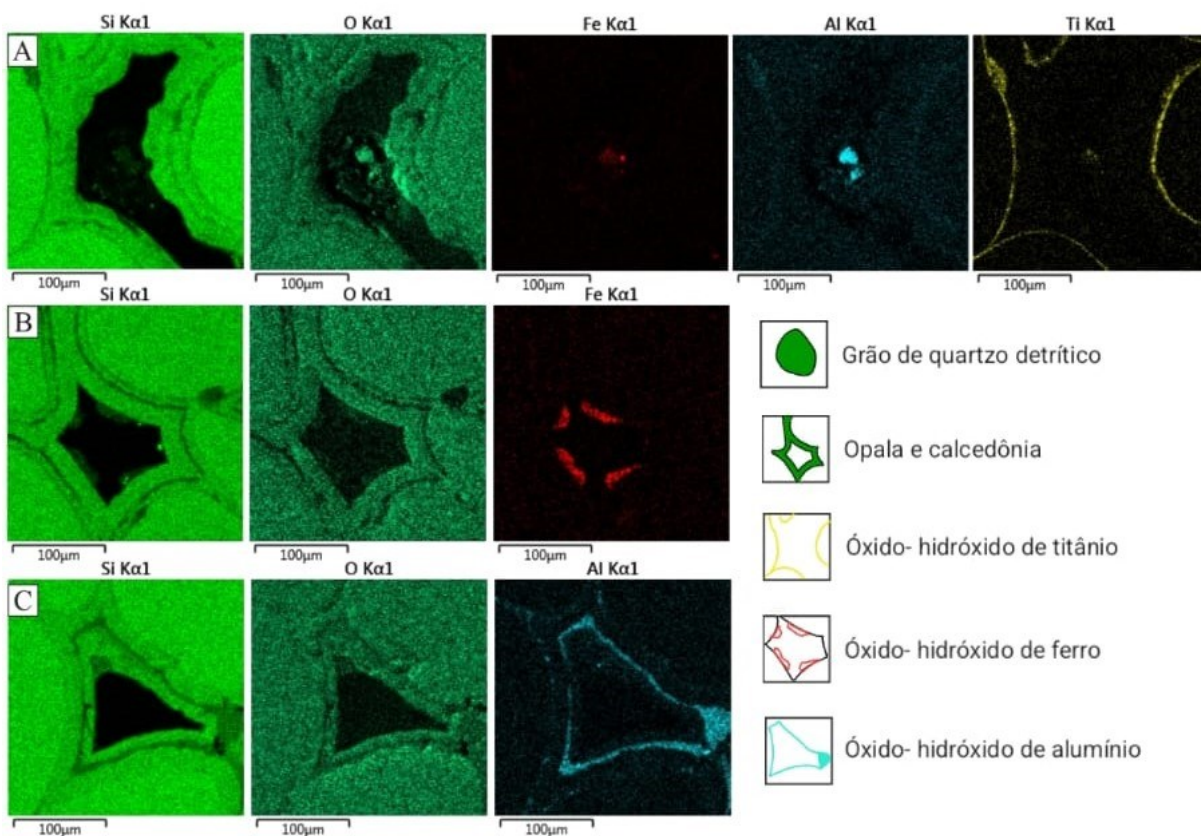 Si Kα1 O Kα1 Fe Kα1 Al Kα1 Ti Kα1
A
100µm 100µm 100µm 100µm 100µm
Si Kα1 O Kα1 Fe Kα1
B
100µm 100µm 100µm
Si Kα1 O Kα1 Al Kα1
C
100µm 100µm 100µm
Grão de quartzo detrítico
Opala e calcedônia
Óxido- hidróxido de titânio
Óxido- hidróxido de ferro
Óxido- hidróxido de alumínio